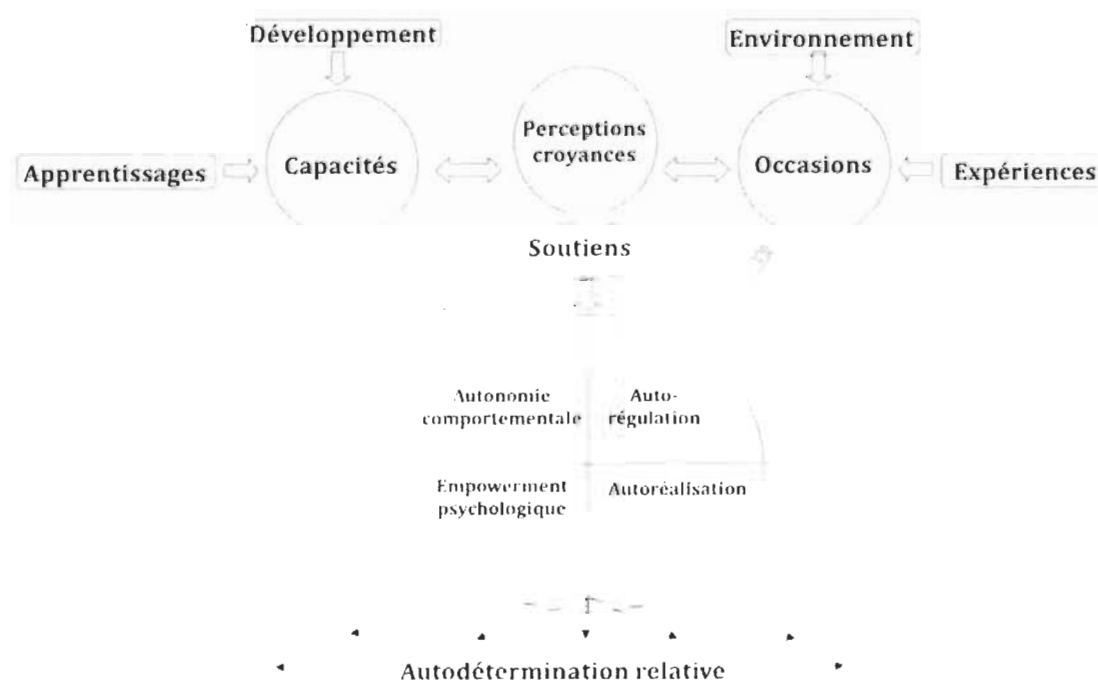 Développement
Environnement
Perceptions
croyances
Apprentissages
Capacités
Occasions
Expériences
Soutiens
Autonomie
comportementale
Auto-
régulation
Empowerment
psychologique
Autoréalisation
Autodétermination relative